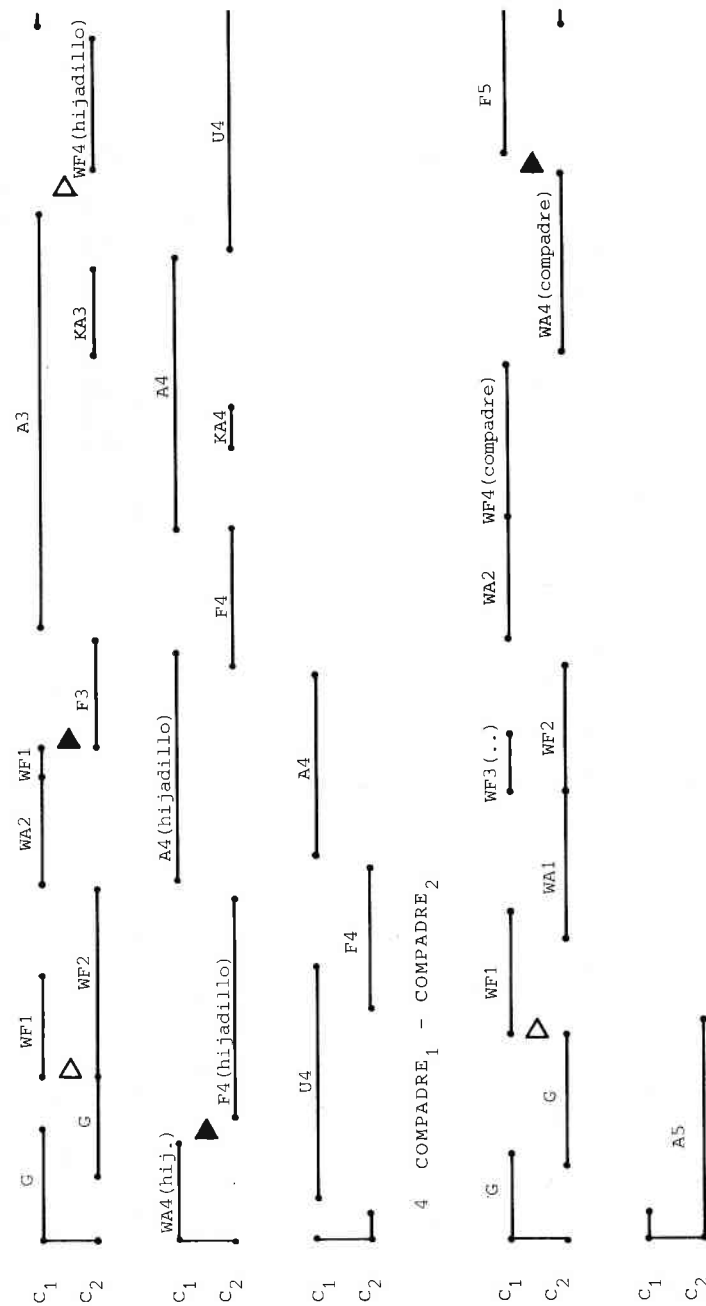 C1 G WF1 WA2 WF1 A3
C2 G WF2 F3 KA3 WF4(hijadillo)
C1 WA4(hij.) A4(hijadillo) A4
C2 F4(hijadillo) F4 KA4 U4
C1 U4 A4
C2 F4
4 COMPADRE1 - COMPADRE2
C1 G WF1 WF3(..) WA2 WF4(compadre) F5
C2 G WA1 WF2 WA4(compadre)
C1
C2 A5